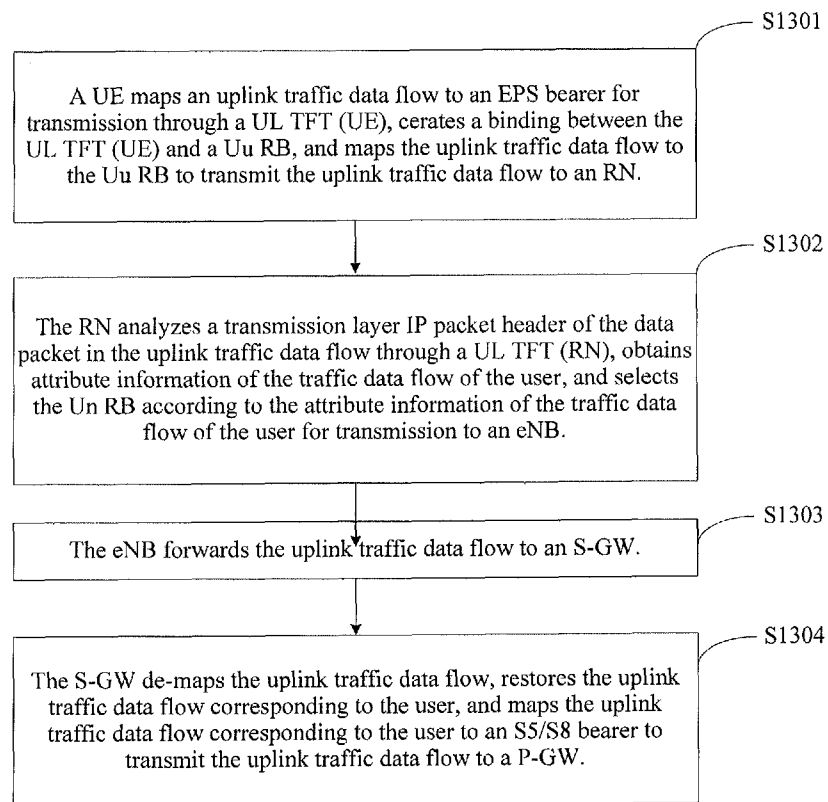 S1301
A UE maps an uplink traffic data flow to an EPS bearer for
transmission through a UL TFT (UE), cerates a binding between the
UL TFT (UE) and a Uu RB, and maps the uplink traffic data flow to
the Uu RB to transmit the uplink traffic data flow to an RN.
S1302
The RN analyzes a transmission layer IP packet header of the data
packet in the uplink traffic data flow through a UL TFT (RN), obtains
attribute information of the traffic data flow of the user, and selects
the Un RB according to the attribute information of the traffic data
flow of the user for transmission to an eNB.
S1303
The eNB forwards the uplink traffic data flow to an S-GW.
S1304
The S-GW de-maps the uplink traffic data flow, restores the uplink
traffic data flow corresponding to the user, and maps the uplink
traffic data flow corresponding to the user to an S5/S8 bearer to
transmit the uplink traffic data flow to a P-GW.